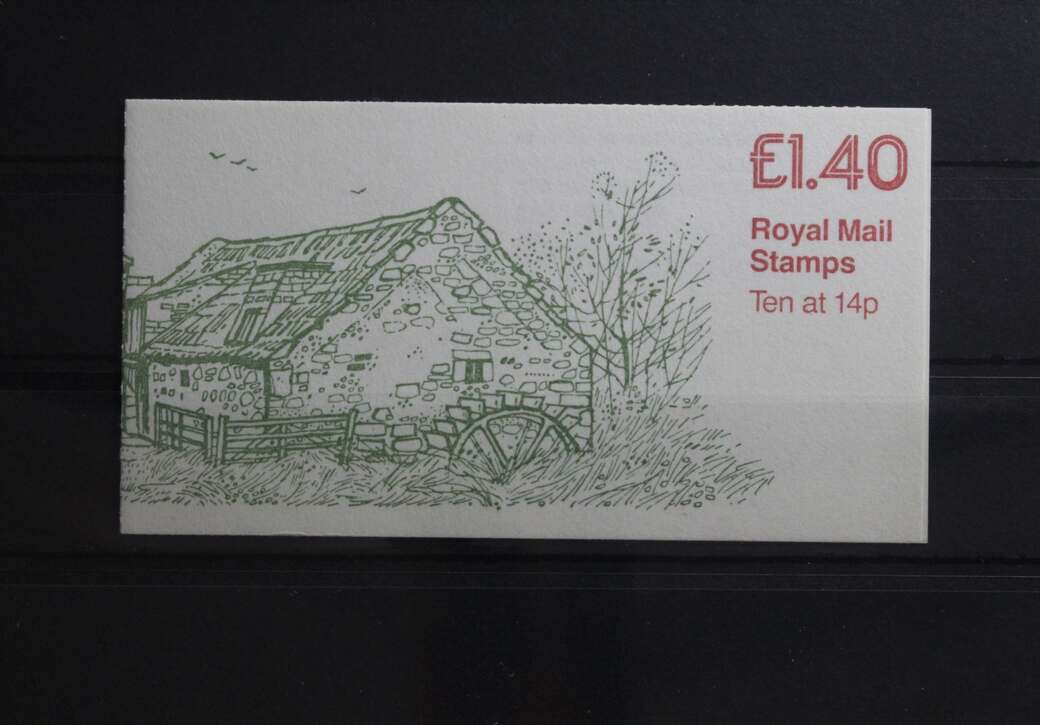 £1.40
Royal Mail
Stamps
Ten at 14p